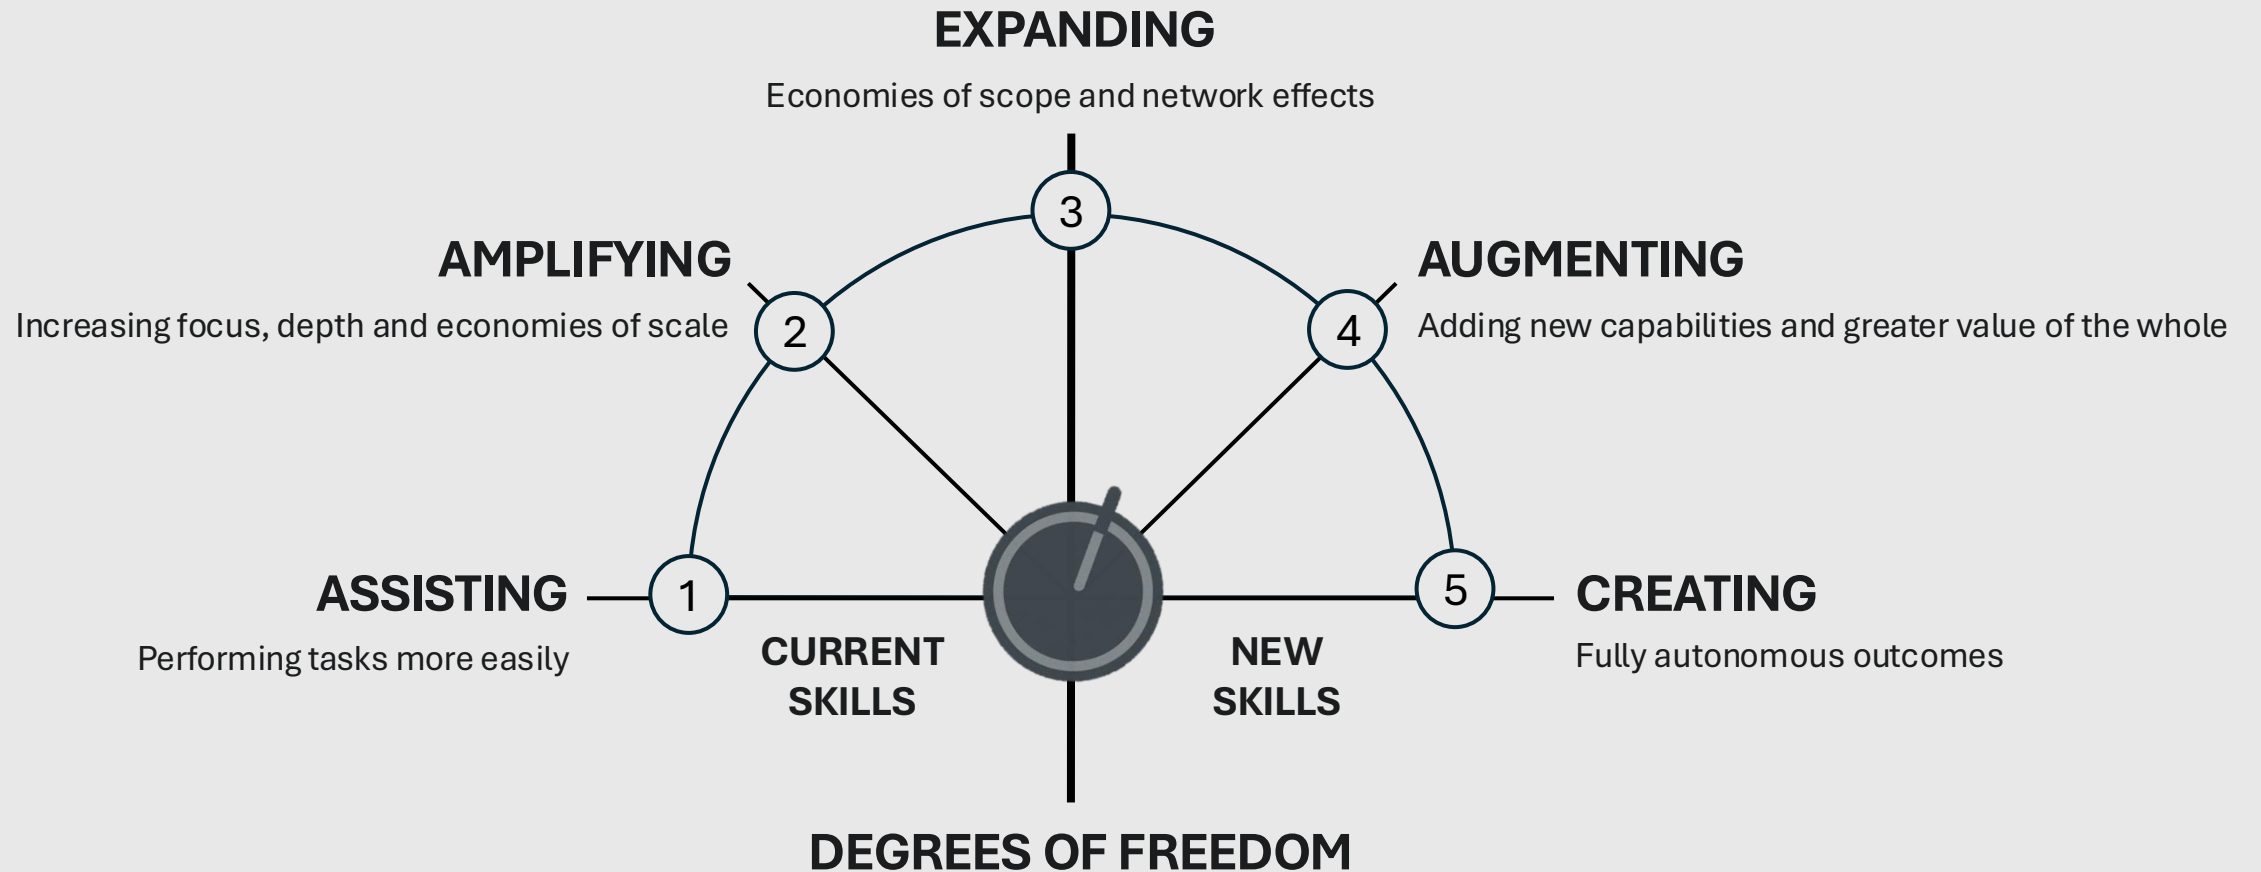 EXPANDING
Economies of scope and network effects
3
AMPLIFYING
Increasing focus, depth and economies of scale
2
AUGMENTING
Adding new capabilities and greater value of the whole
4
ASSISTING
Performing tasks more easily
1
CURRENT
SKILLS
NEW
SKILLS
5
CREATING
Fully autonomous outcomes
DEGREES OF FREEDOM